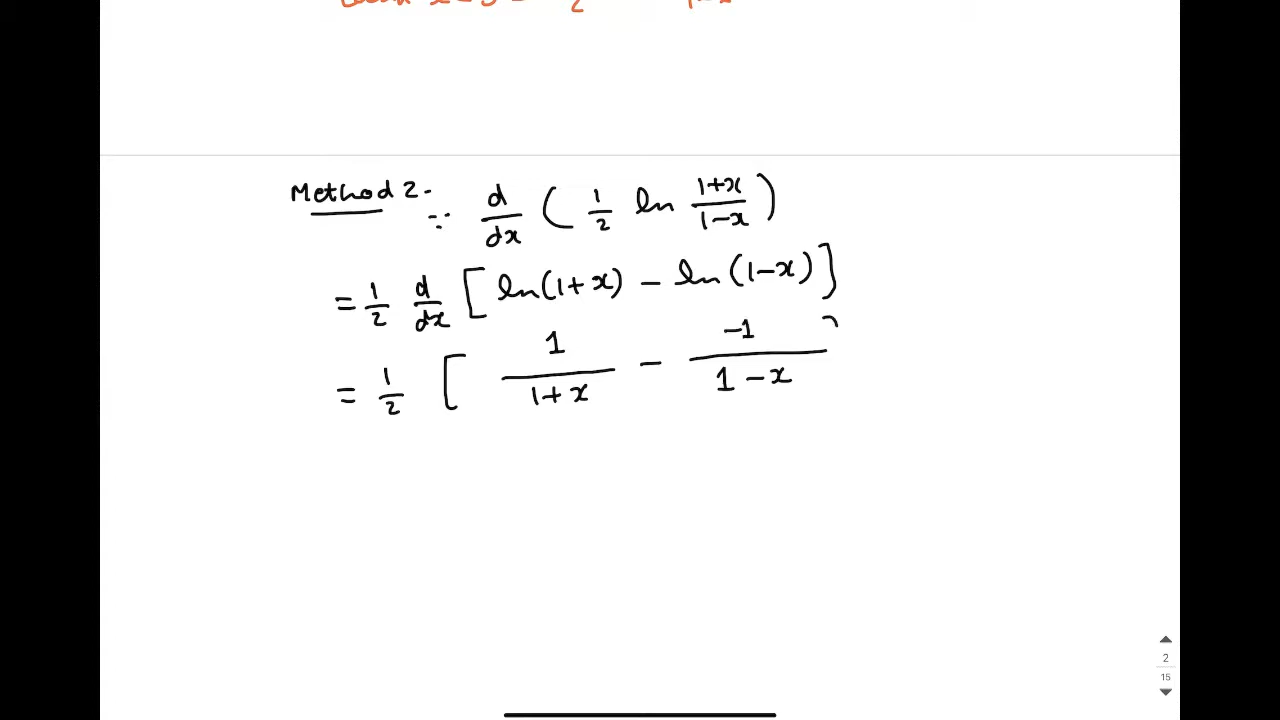 Method 2. ∵ d/dx ( 1/2 ln (1+x)/(1-x) )
= 1/2 d/dx [ ln(1+x) - ln(1-x) ]
= 1/2 [ 1/(1+x) - (-1)/(1-x)
2
15